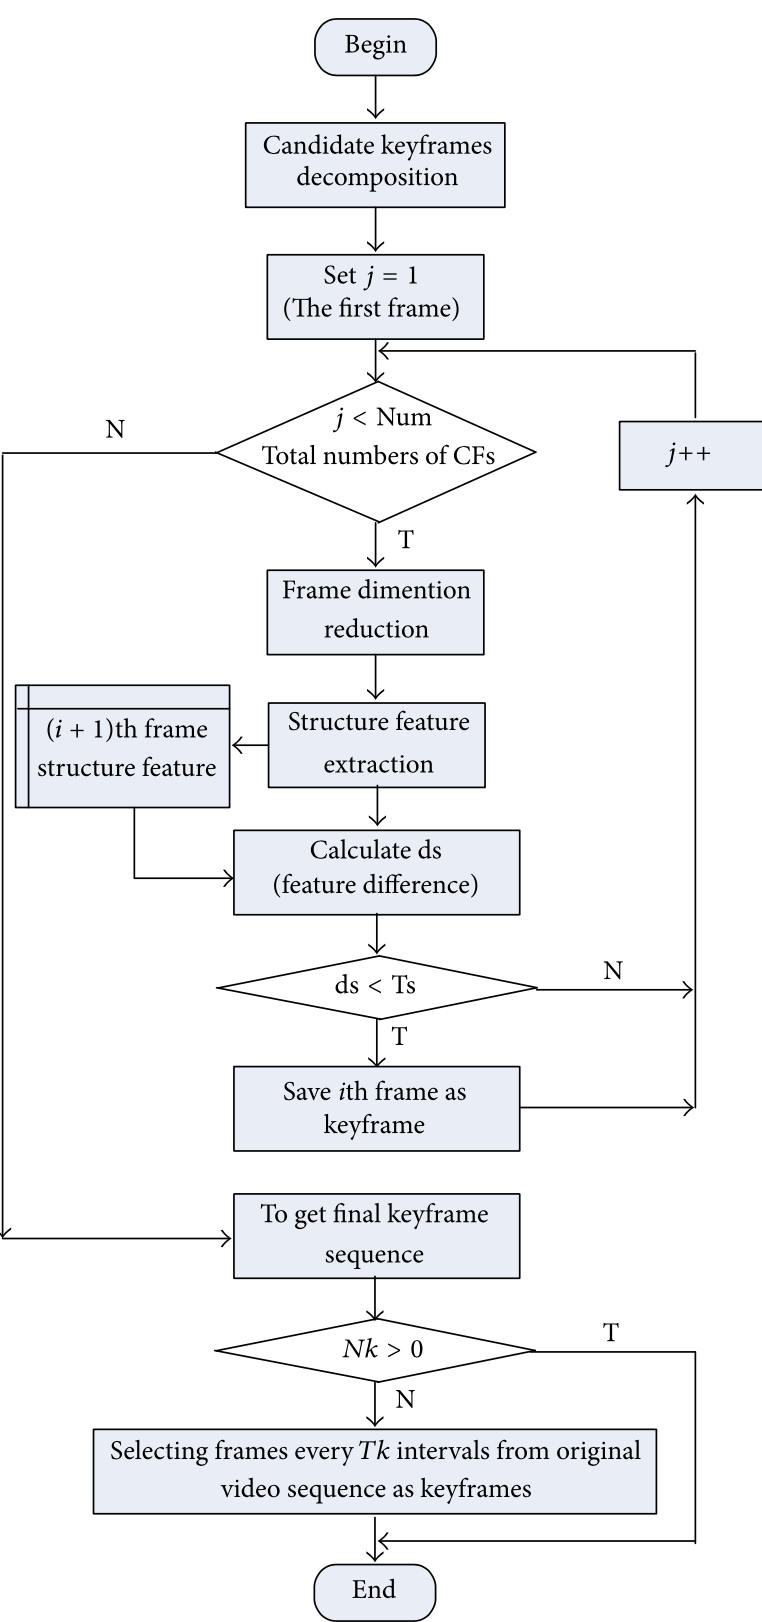 Begin
Candidate keyframes
decomposition
Set j = 1
(The first frame)
j < Num
Total numbers of CFs
N
j++
T
Frame dimention
reduction
Structure feature
extraction
(i + 1)th frame
structure feature
Calculate ds
(feature difference)
ds < Ts
N
T
Save ith frame as
keyframe
To get final keyframe
sequence
Nk > 0
T
N
Selecting frames every Tk intervals from original
video sequence as keyframes
End